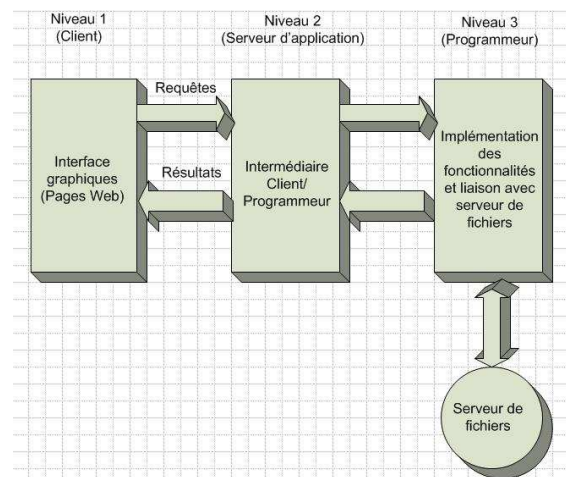 Niveau 1
(Client)
Niveau 2
(Serveur d'application)
Niveau 3
(Programmeur)
Requêtes
Résultats
Interface
graphiques
(Pages Web)
Intermédiaire
Client/
Programmeur
Implémentation
des
fonctionnalités
et liaison avec
serveur de
fichiers
Serveur de
fichiers